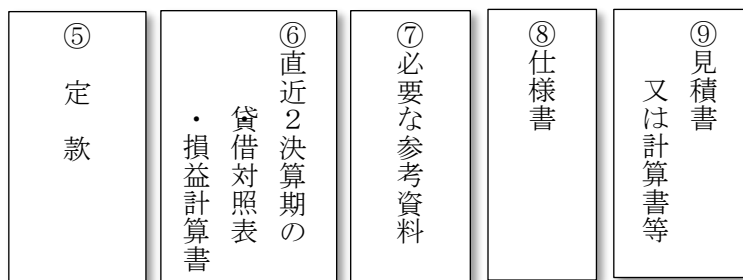 ⑨見積書
又は計算書等
⑧仕様書
⑦必要な参考資料
⑥直近2決算期の
・貸借対照表
・損益計算書
⑤　定　款